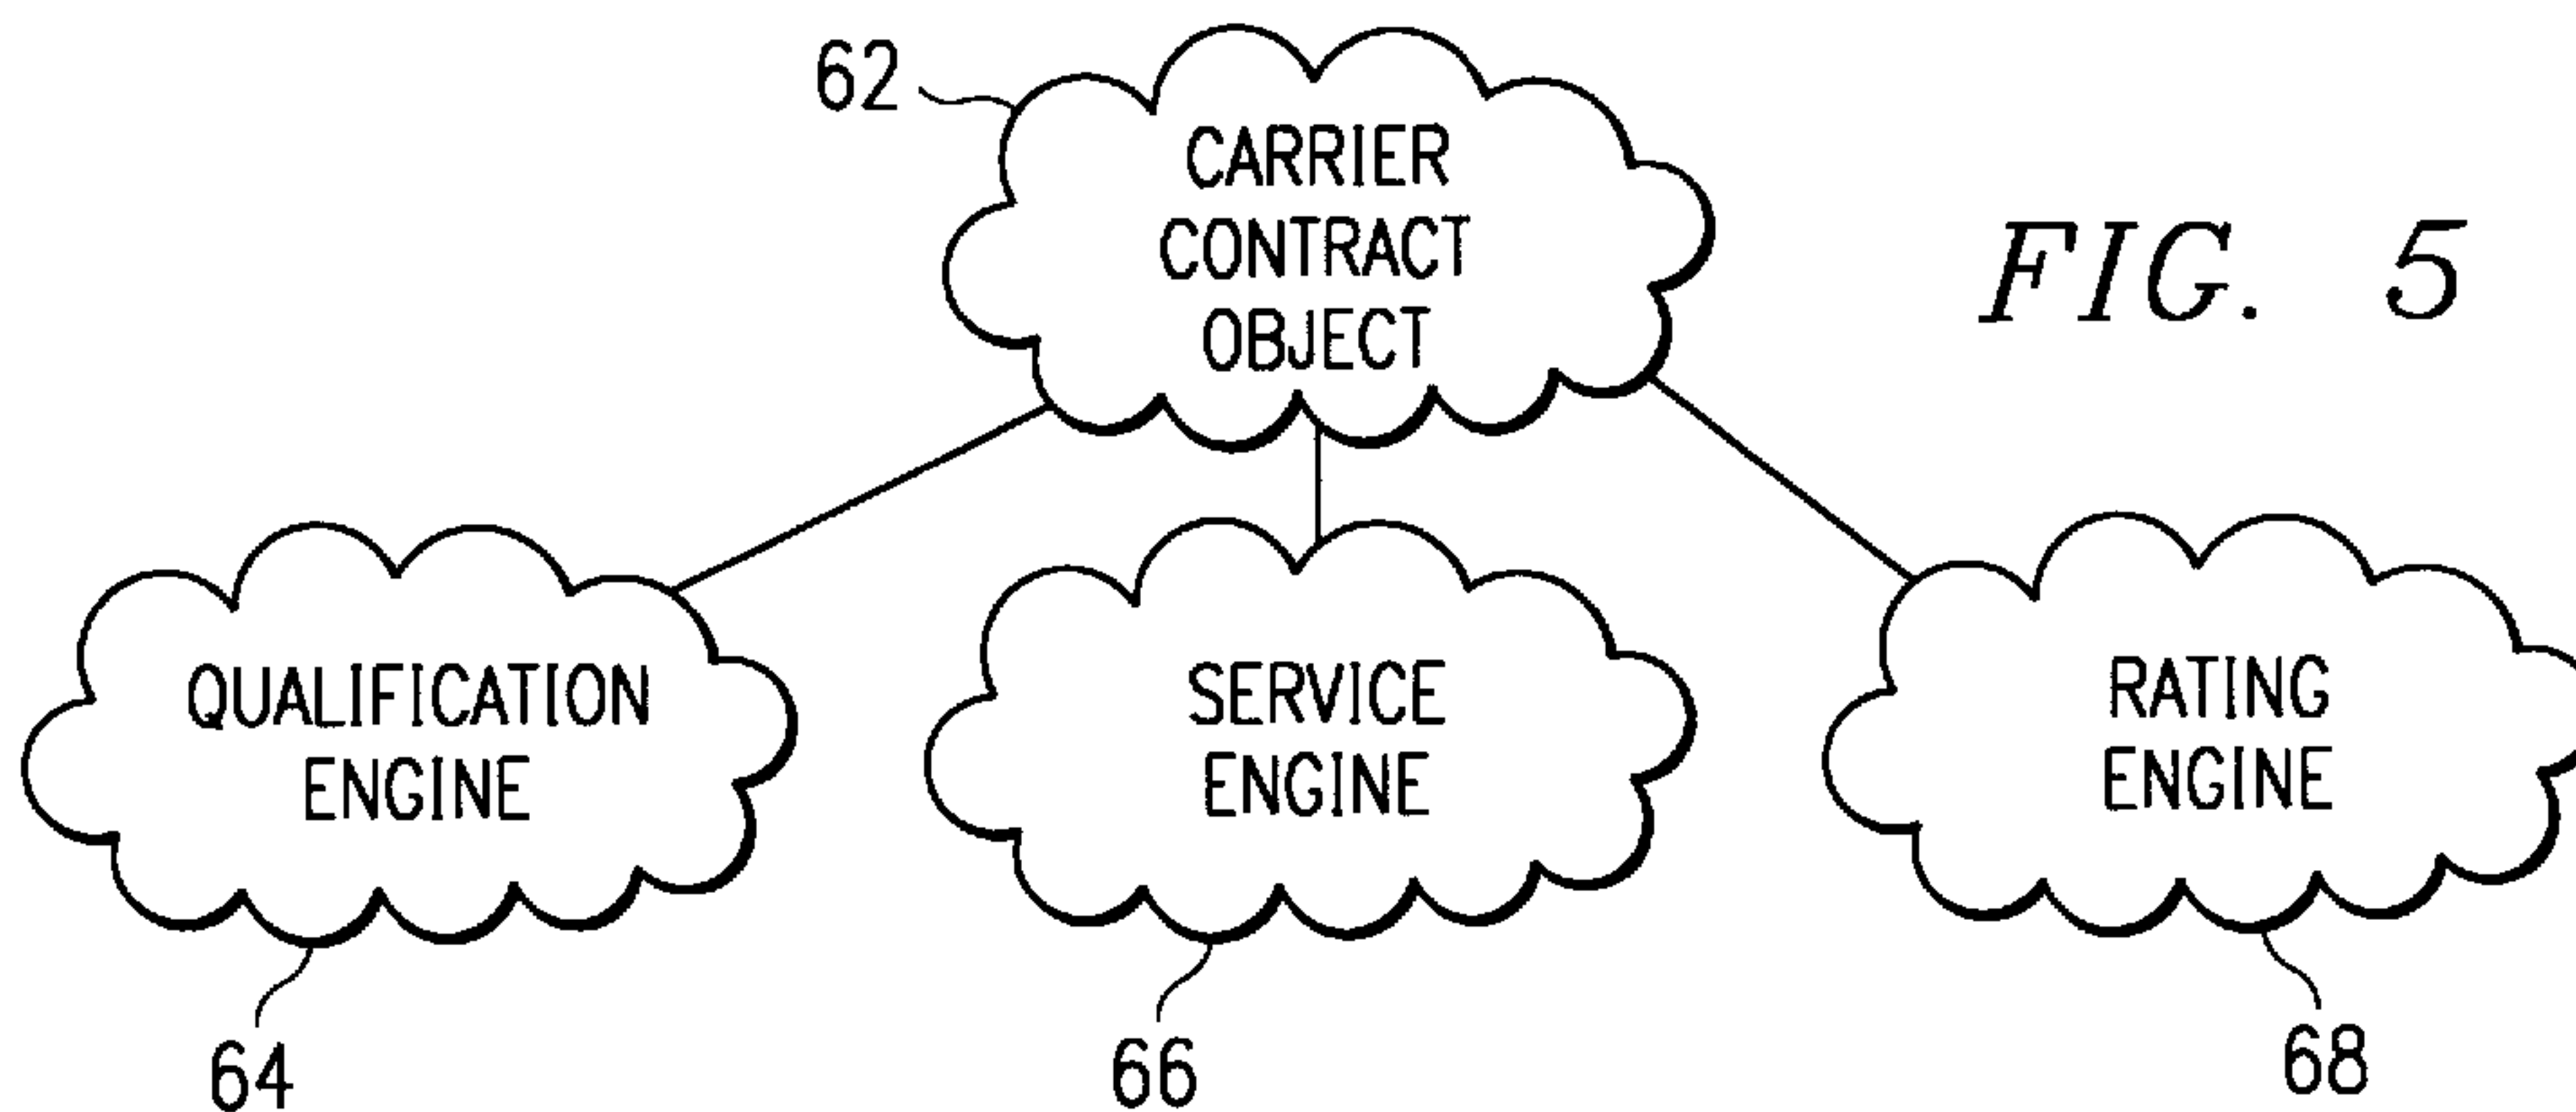 62
CARRIER
CONTRACT
OBJECT
FIG. 5
QUALIFICATION
ENGINE
SERVICE
ENGINE
RATING
ENGINE
64
66
68